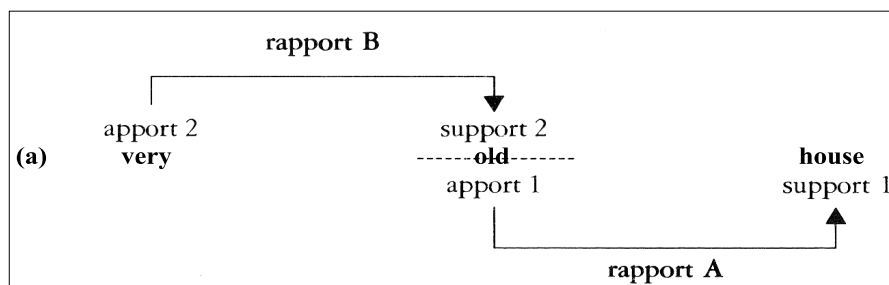 rapport B
apport 2 support 2
(a) very old house
apport 1 support 1
rapport A